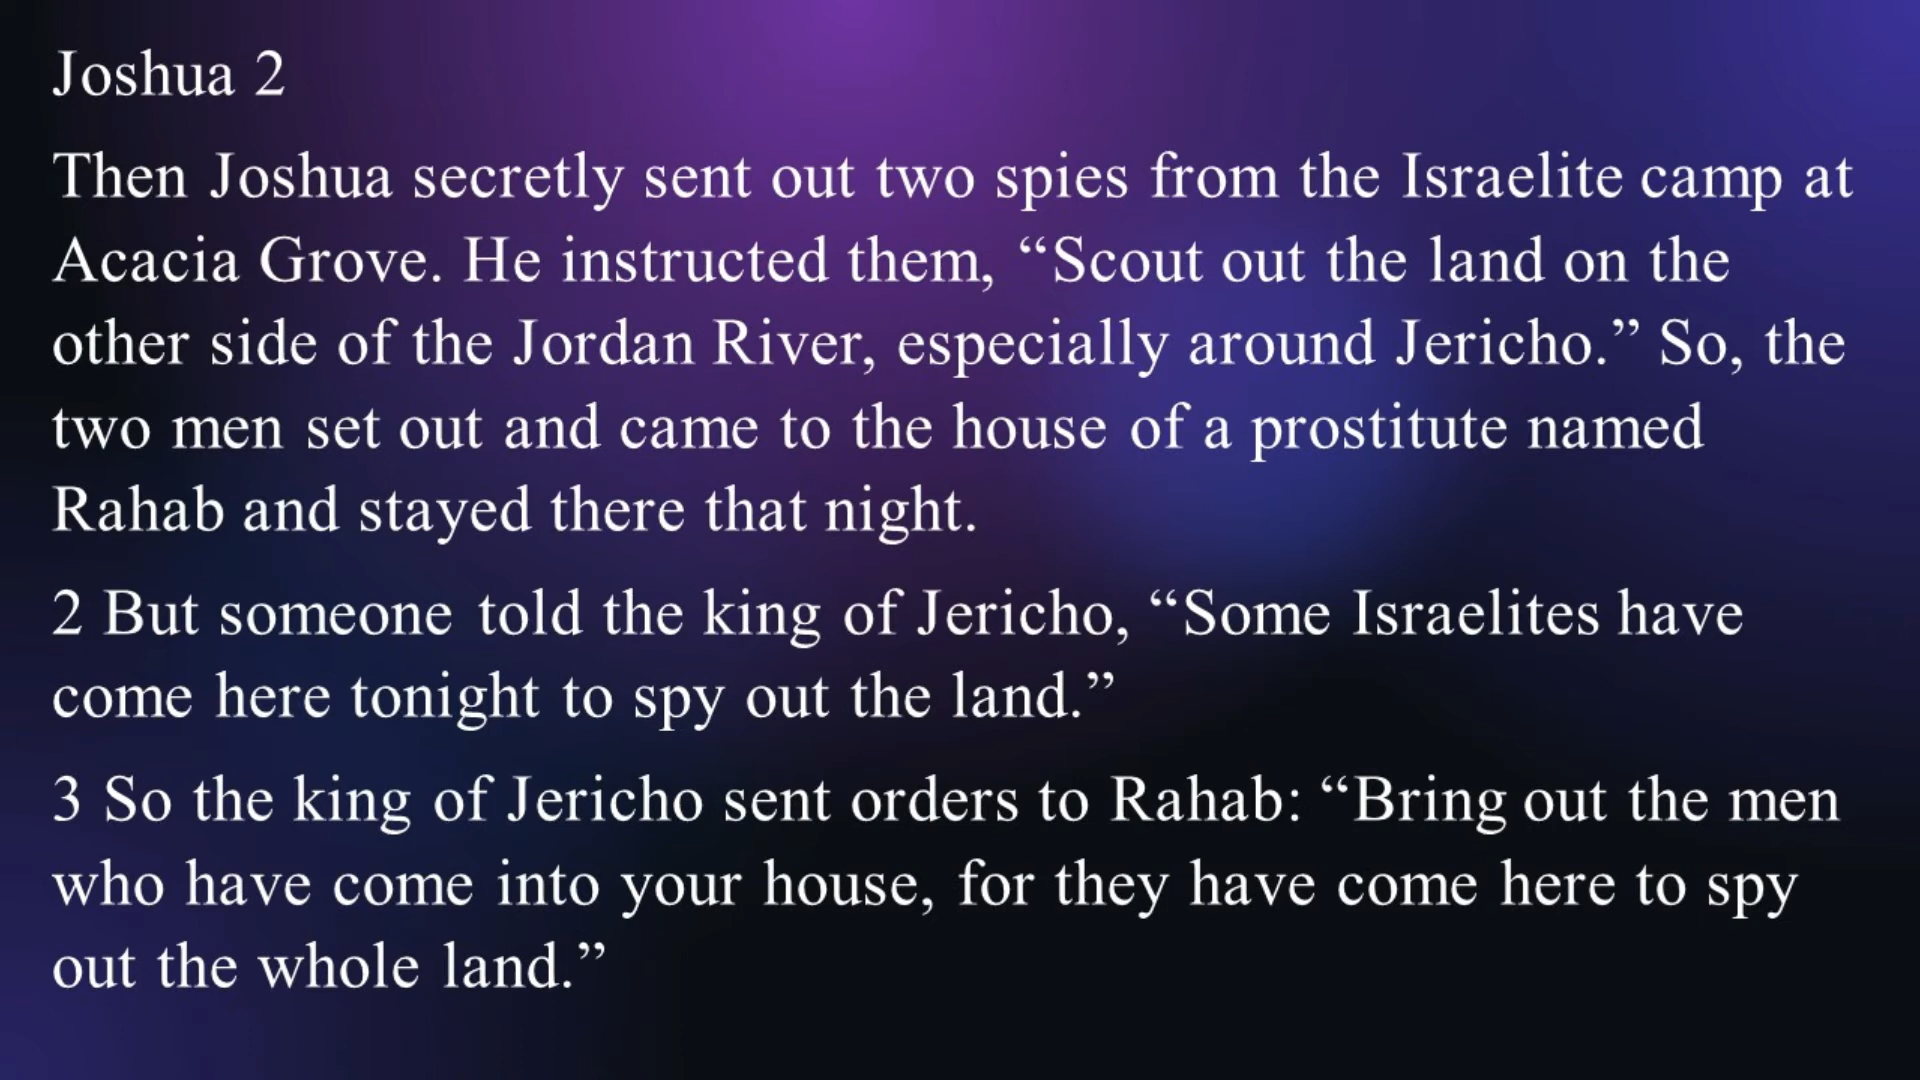 Joshua 2
Then Joshua secretly sent out two spies from the Israelite camp at
Acacia Grove. He instructed them, “Scout out the land on the
other side of the Jordan River, especially around Jericho.” So, the
two men set out and came to the house of a prostitute named
Rahab and stayed there that night.
2 But someone told the king of Jericho, “Some Israelites have
come here tonight to spy out the land.”
3 So the king of Jericho sent orders to Rahab: “Bring out the men
who have come into your house, for they have come here to spy
out the whole land.”